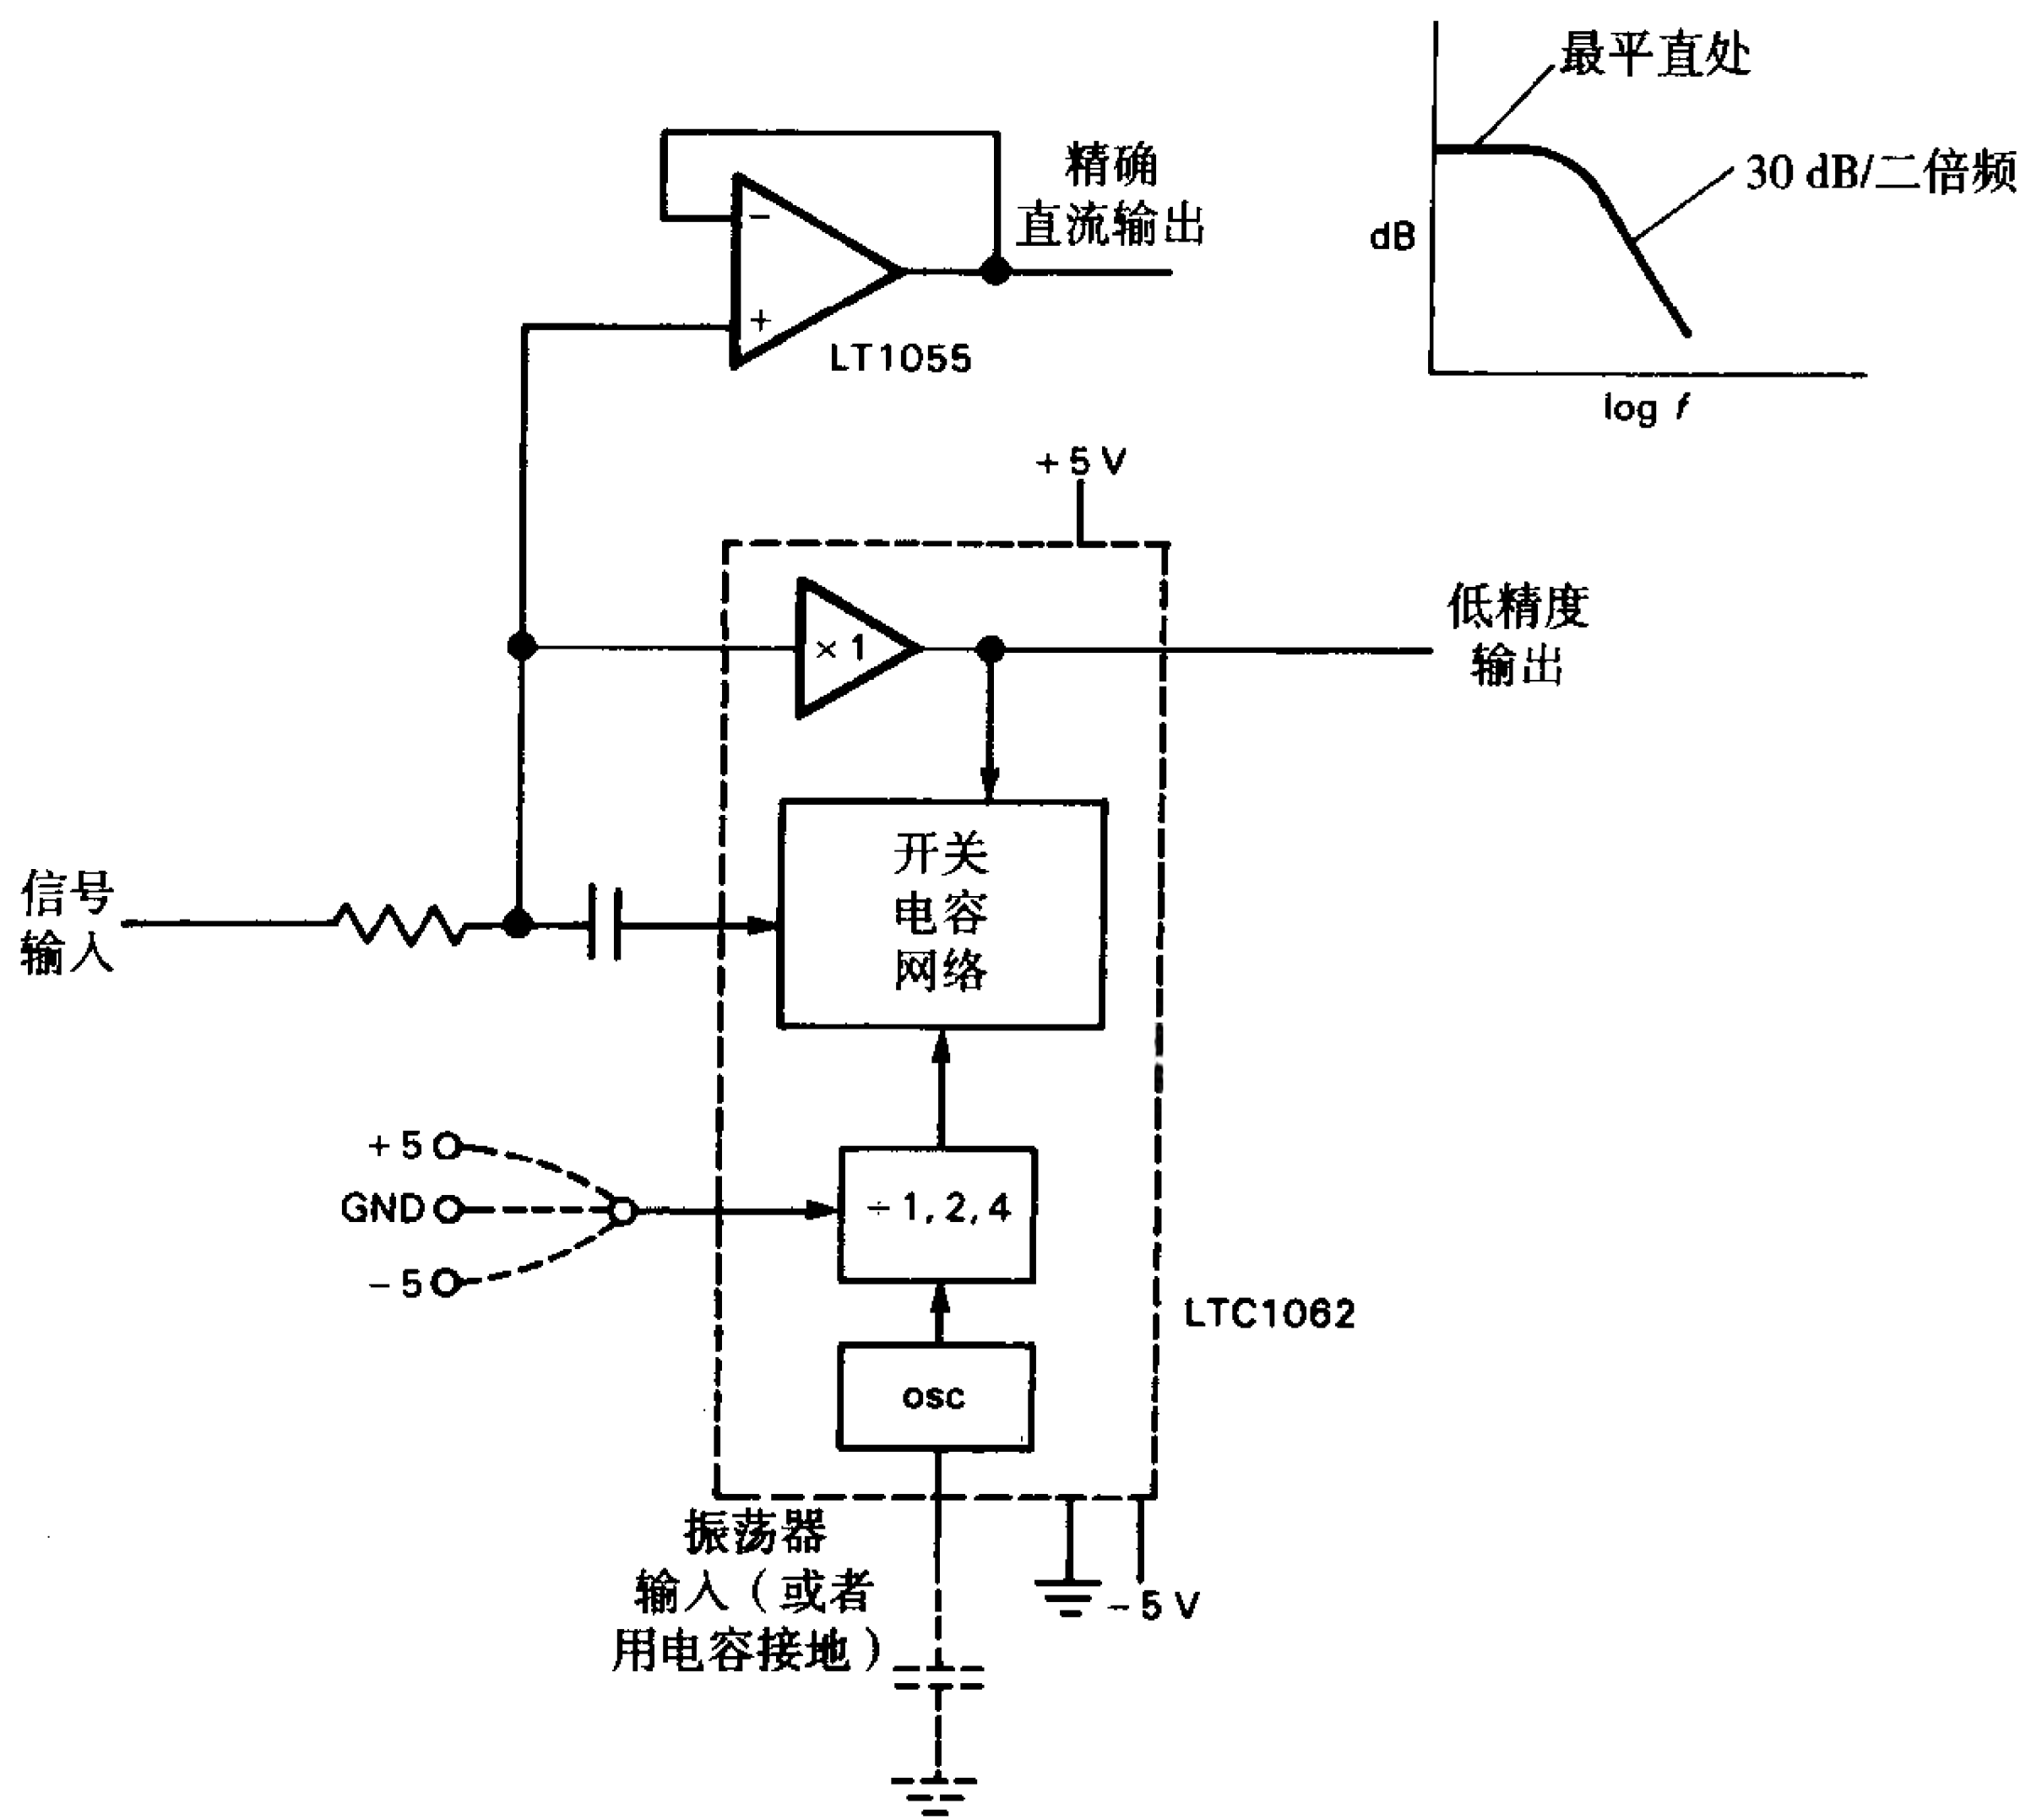 最平直处
30 dB/二倍频
dB
log f
精确
直流输出
−
+
LT1055
+5 V
×1
低精度
输出
开关
电容
网络
信号
输入
+5
GND
−5
÷1, 2, 4
LTC1062
osc
振荡器
输入（或者
用电容接地）
−5 V